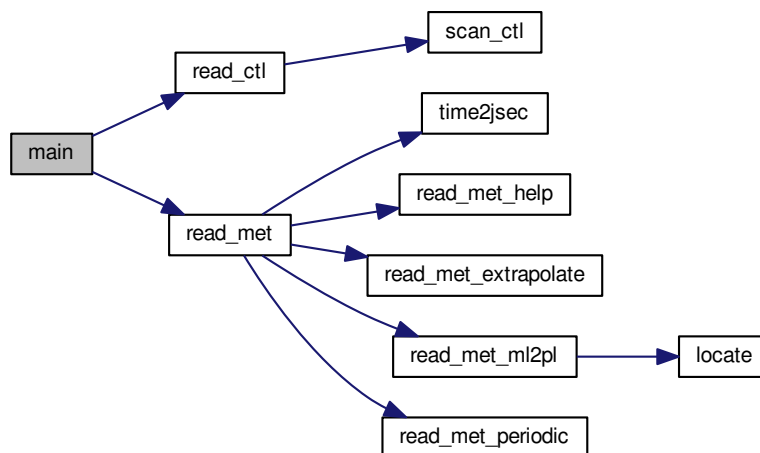 main
read_ctl
scan_ctl
read_met
time2jsec
read_met_help
read_met_extrapolate
read_met_ml2pl
locate
read_met_periodic